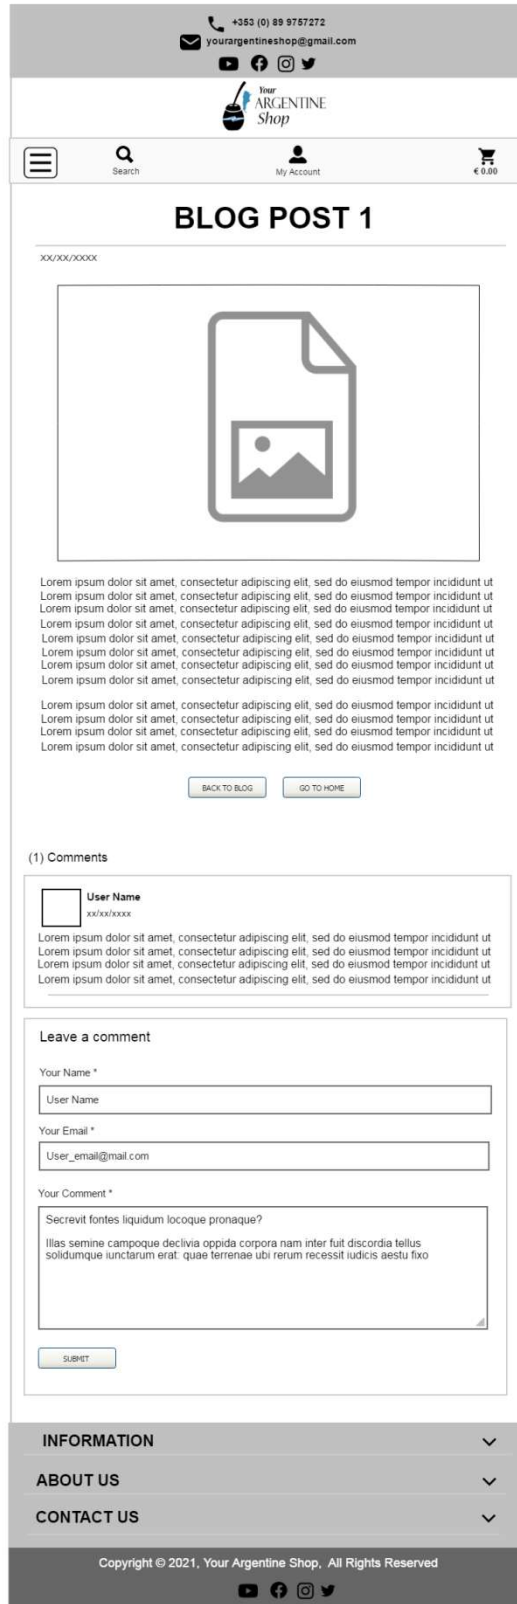 +353 (0) 89 9757272
yourargentineshop@gmail.com
Your
ARGENTINE
Shop
Search
My Account
€ 0.00
BLOG POST 1
xx/xx/xxxx
Lorem ipsum dolor sit amet, consectetur adipiscing elit, sed do eiusmod tempor incididunt ut
Lorem ipsum dolor sit amet, consectetur adipiscing elit, sed do eiusmod tempor incididunt ut
Lorem ipsum dolor sit amet, consectetur adipiscing elit, sed do eiusmod tempor incididunt ut
Lorem ipsum dolor sit amet, consectetur adipiscing elit, sed do eiusmod tempor incididunt ut
Lorem ipsum dolor sit amet, consectetur adipiscing elit, sed do eiusmod tempor incididunt ut
Lorem ipsum dolor sit amet, consectetur adipiscing elit, sed do eiusmod tempor incididunt ut
Lorem ipsum dolor sit amet, consectetur adipiscing elit, sed do eiusmod tempor incididunt ut
Lorem ipsum dolor sit amet, consectetur adipiscing elit, sed do eiusmod tempor incididunt ut
Lorem ipsum dolor sit amet, consectetur adipiscing elit, sed do eiusmod tempor incididunt ut
Lorem ipsum dolor sit amet, consectetur adipiscing elit, sed do eiusmod tempor incididunt ut
Lorem ipsum dolor sit amet, consectetur adipiscing elit, sed do eiusmod tempor incididunt ut
Lorem ipsum dolor sit amet, consectetur adipiscing elit, sed do eiusmod tempor incididunt ut
BACK TO BLOG GO TO HOME
(1) Comments
User Name
xx/xx/xxxx
Lorem ipsum dolor sit amet, consectetur adipiscing elit, sed do eiusmod tempor incididunt ut
Lorem ipsum dolor sit amet, consectetur adipiscing elit, sed do eiusmod tempor incididunt ut
Lorem ipsum dolor sit amet, consectetur adipiscing elit, sed do eiusmod tempor incididunt ut
Lorem ipsum dolor sit amet, consectetur adipiscing elit, sed do eiusmod tempor incididunt ut
Leave a comment
Your Name *
User Name
Your Email *
User_email@mail.com
Your Comment *
Secrevit fontes liquidum locoque pronaque?
Illas semine campoque declivia oppida corpora nam inter fuit discordia tellus
solidumque iunctarum erat: quae terrenae ubi rerum recessit iudicis aestu fixo
SUBMIT
INFORMATION
ABOUT US
CONTACT US
Copyright © 2021, Your Argentine Shop, All Rights Reserved